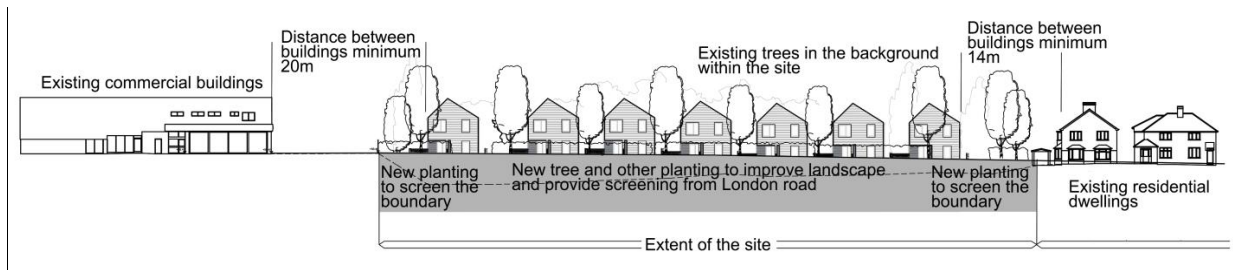 Existing commercial buildings
Distance between
buildings minimum
20m
Existing trees in the background
within the site
Distance between
buildings minimum
14m
New planting
to screen the
boundary
New tree and other planting to improve landscape
and provide screening from London road
New planting
to screen the
boundary
Existing residential
dwellings
Extent of the site